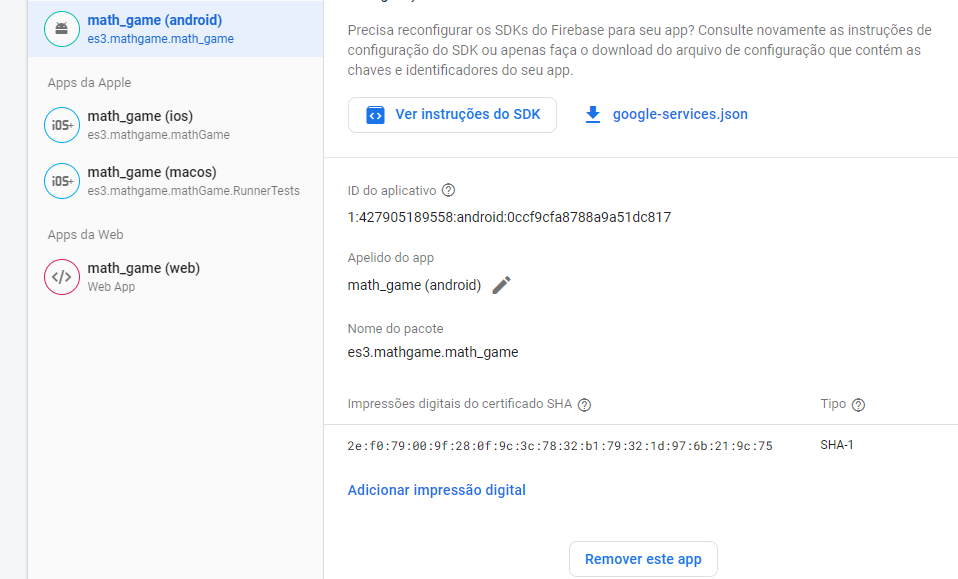 math_game (android)
es3.mathgame.math_game
Apps da Apple
iOS+
math_game (ios)
es3.mathgame.mathGame
iOS+
math_game (macos)
es3.mathgame.mathGame.RunnerTests
Apps da Web
</>
math_game (web)
Web App
Precisa reconfigurar os SDKs do Firebase para seu app? Consulte novamente as instruções de
configuração do SDK ou apenas faça o download do arquivo de configuração que contém as
chaves e identificadores do seu app.
Ver instruções do SDK
google-services.json
ID do aplicativo
1:427905189558:android:0ccf9cfa8788a9a51dc817
Apelido do app
math_game (android)
Nome do pacote
es3.mathgame.math_game
Impressões digitais do certificado SHA Tipo
2e:f0:79:00:9f:28:0f:9c:3c:78:32:b1:79:32:1d:97:6b:21:9c:75 SHA-1
Adicionar impressão digital
Remover este app